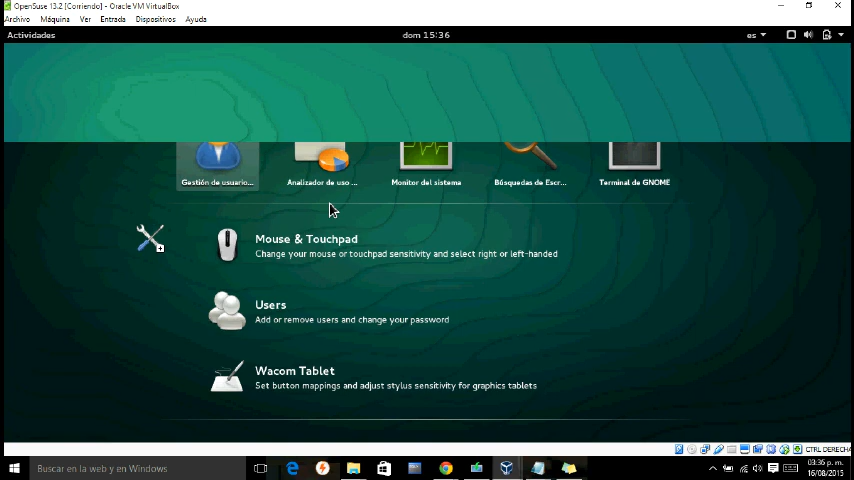 OpenSuse 13.2 [Corriendo] - Oracle VM VirtualBox
Archivo Máquina Ver Entrada Dispositivos Ayuda
Actividades dom 15:36 es
Gestión de usuario... Analizador de uso ... Monitor del sistema Búsquedas de Escr... Terminal de GNOME
Mouse & Touchpad
Change your mouse or touchpad sensitivity and select right or left-handed
Users
Add or remove users and change your password
Wacom Tablet
Set button mappings and adjust stylus sensitivity for graphics tablets
CTRL DERECHA
Buscar en la web y en Windows
03:36 p. m.
16/08/2015